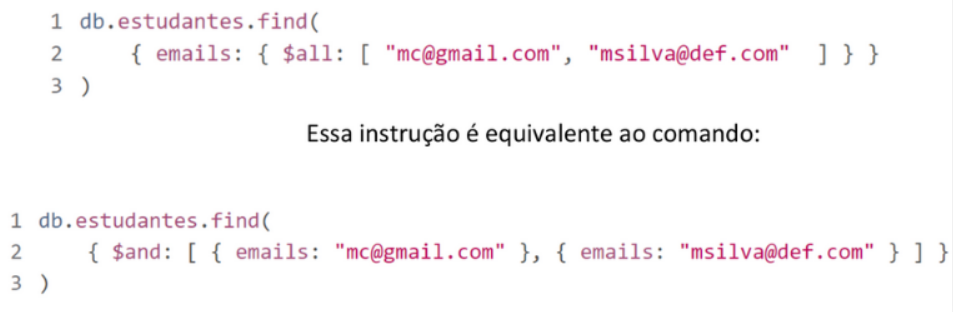 1 db.estudantes.find(
2 { emails: { $all: [ "mc@gmail.com", "msilva@def.com" ] } }
3 )
Essa instrução é equivalente ao comando:
1 db.estudantes.find(
2 { $and: [ { emails: "mc@gmail.com" }, { emails: "msilva@def.com" } ] }
3 )